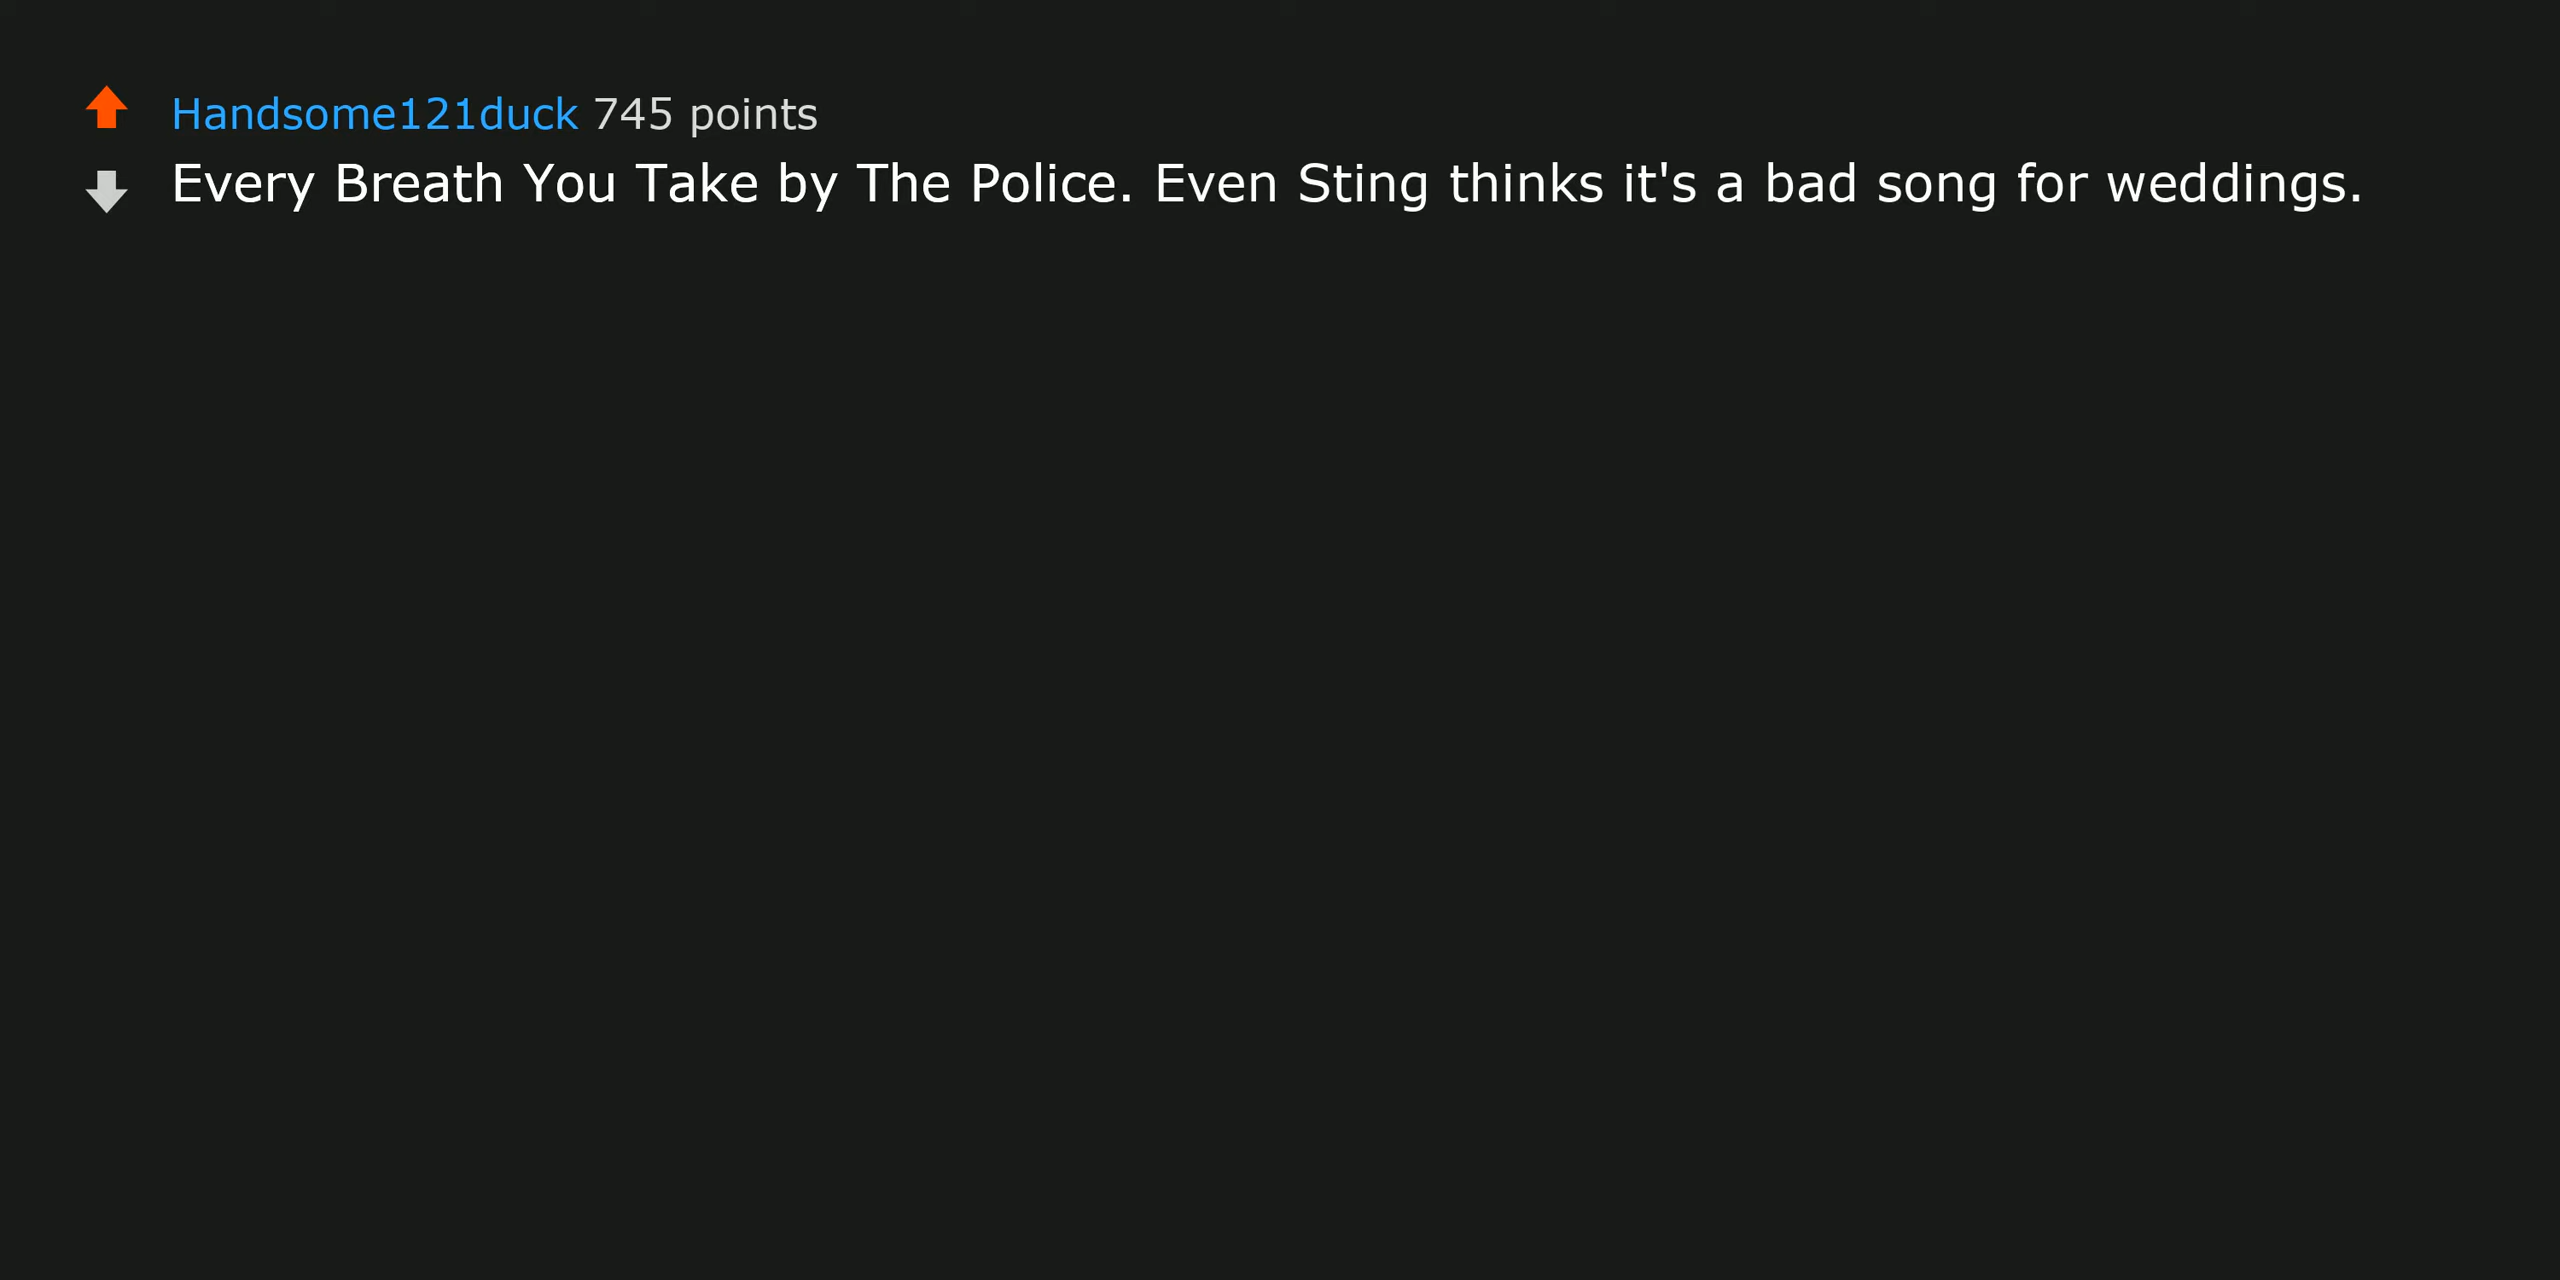 Handsome121duck 745 points
Every Breath You Take by The Police. Even Sting thinks it's a bad song for weddings.